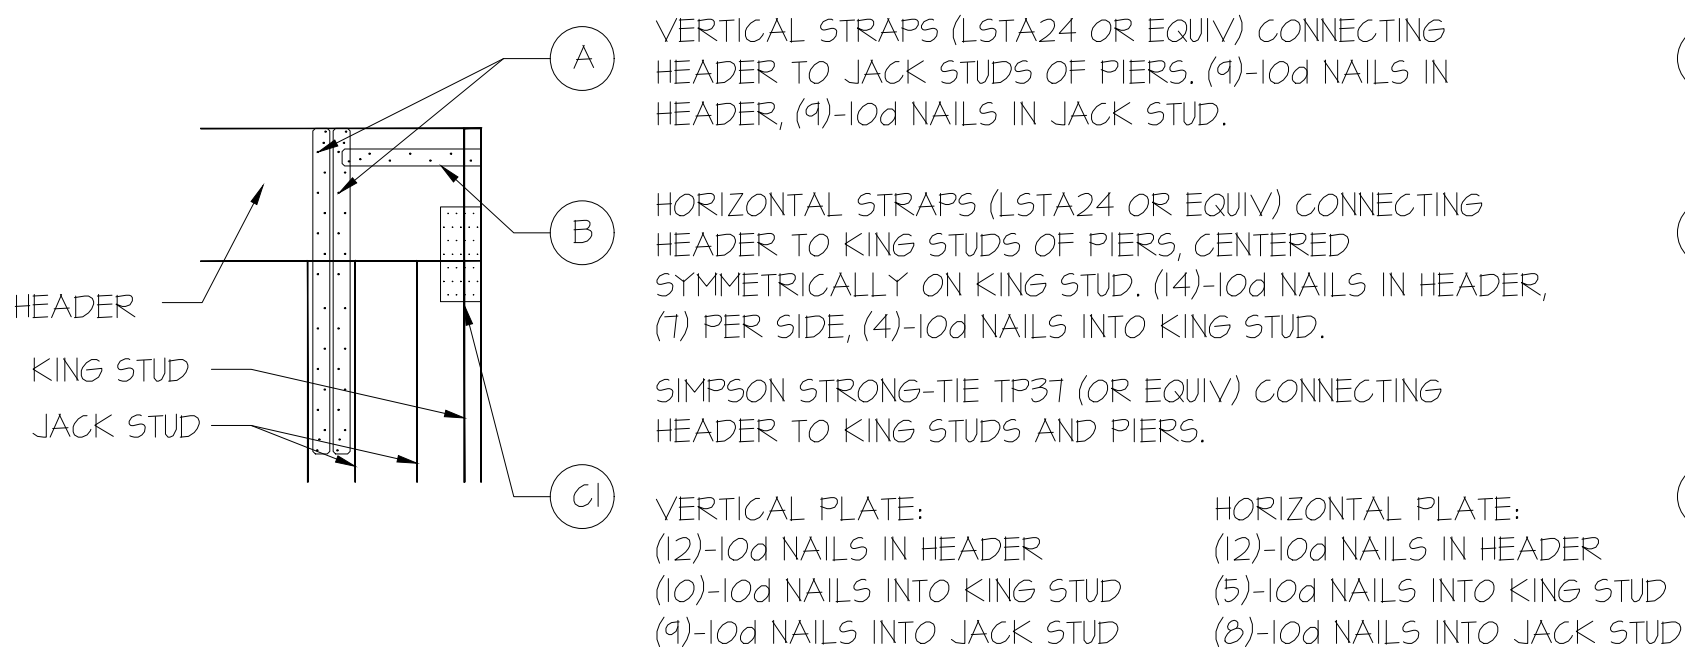 A
VERTICAL STRAPS (LSTA24 OR EQUIV) CONNECTING
HEADER TO JACK STUDS OF PIERS. (9)-10d NAILS IN
HEADER, (9)-10d NAILS IN JACK STUD.
B
HORIZONTAL STRAPS (LSTA24 OR EQUIV) CONNECTING
HEADER TO KING STUDS OF PIERS, CENTERED
SYMMETRICALLY ON KING STUD. (14)-10d NAILS IN HEADER,
(7) PER SIDE, (4)-10d NAILS INTO KING STUD.
HEADER
KING STUD
JACK STUD
C1
SIMPSON STRONG-TIE TP37 (OR EQUIV) CONNECTING
HEADER TO KING STUDS AND PIERS.
VERTICAL PLATE:
(12)-10d NAILS IN HEADER
(10)-10d NAILS INTO KING STUD
(9)-10d NAILS INTO JACK STUD
HORIZONTAL PLATE:
(12)-10d NAILS IN HEADER
(5)-10d NAILS INTO KING STUD
(8)-10d NAILS INTO JACK STUD